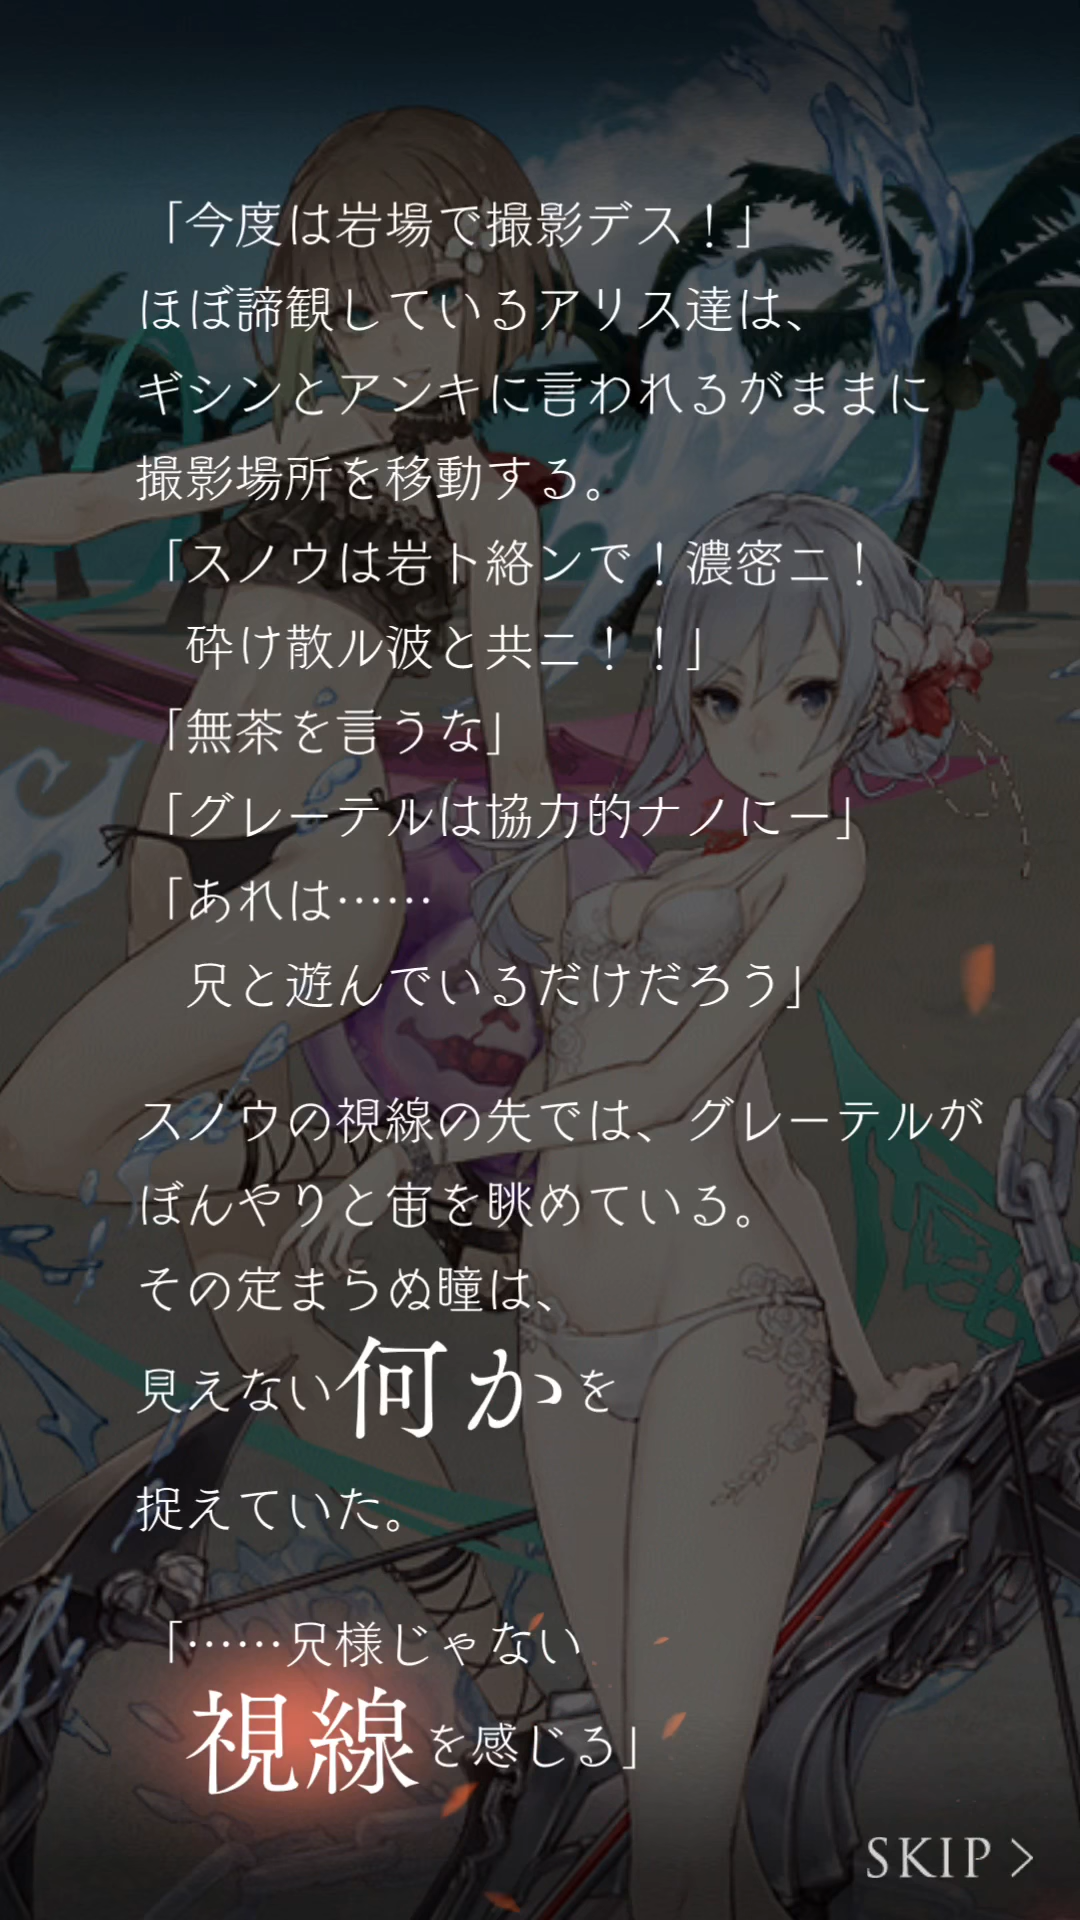 「今度は岩場で撮影デス！」
ほぼ諦観しているアリス達は、
ギシンとアンキに言われるがままに
撮影場所を移動する。
「スノウは岩ト絡ンで！濃密ニ！
砕け散ル波と共ニ！！」
「無茶を言うな」
「グレーテルは協力的ナノにー」
「あれは……
兄と遊んでいるだけだろう」
スノウの視線の先では、グレーテルが
ぼんやりと宙を眺めている。
その定まらぬ瞳は、
見えない何かを
捉えていた。
「……兄様じゃない
視線を感じる」
SKIP >